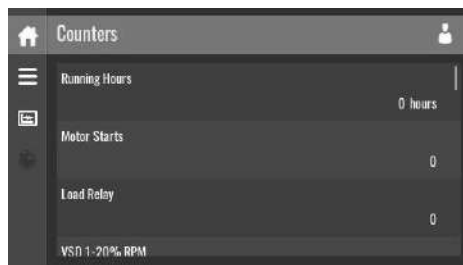 Counters
Running Hours
0 hours
Motor Starts
0
Load Relay
0
VSD 1-20% RPM